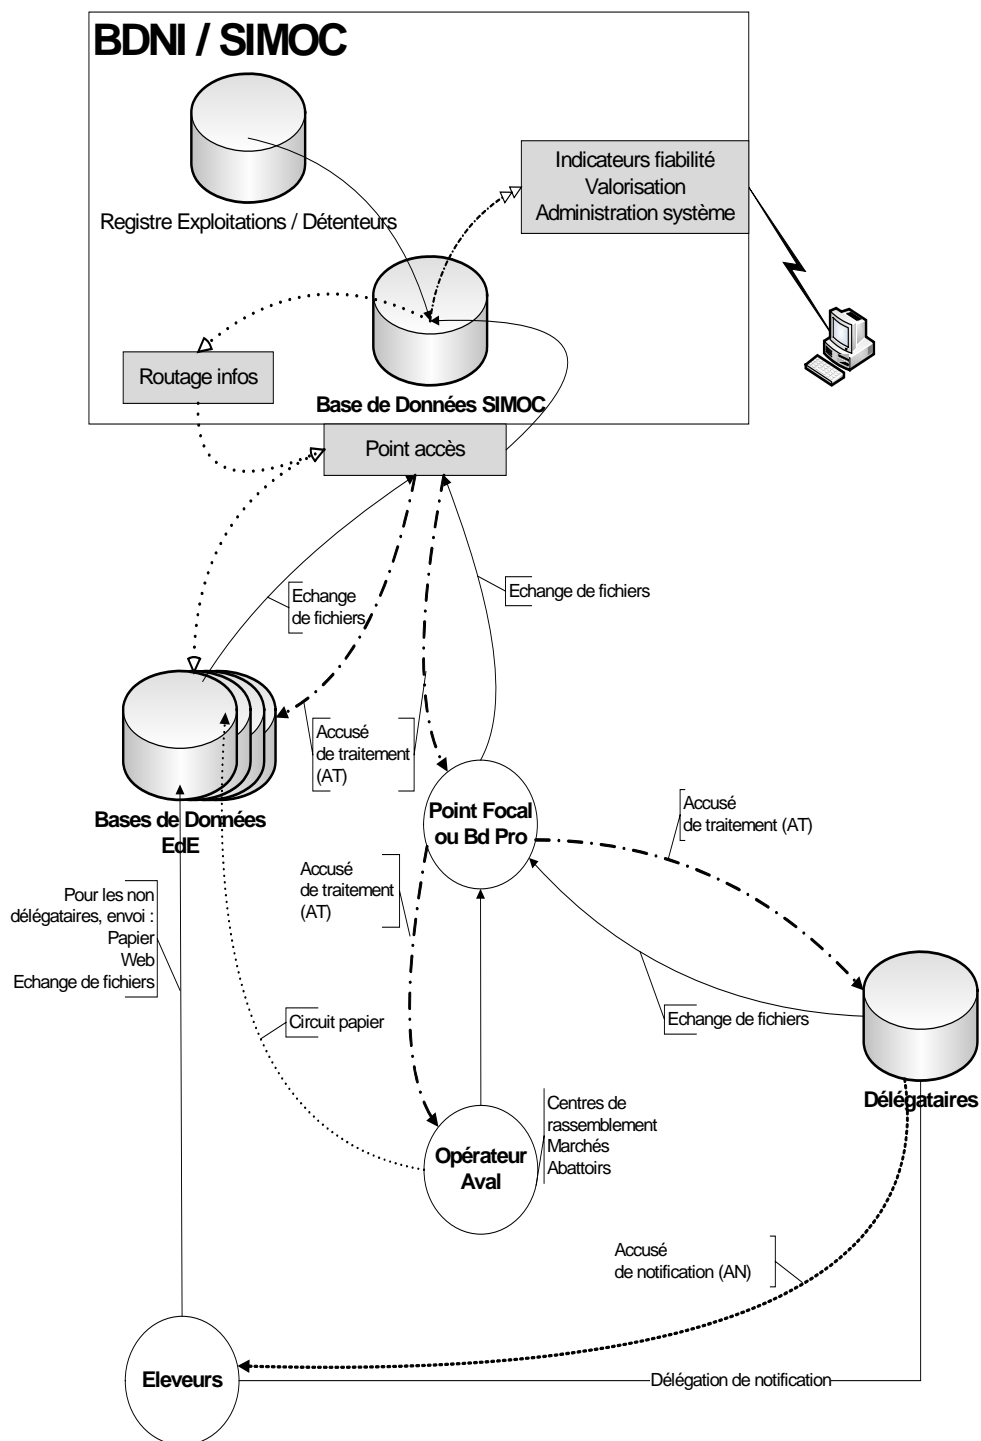 BDNI / SIMOC
Registre Exploitations / Détenteurs
Indicateurs fiabilité
Valorisation
Administration système
Routage infos
Base de Données SIMOC
Point accès
Echange
de fichiers
Echange de fichiers
Accusé
de traitement
(AT)
Bases de Données
EdE
Point Focal
ou Bd Pro
Accusé
de traitement (AT)
Accusé
de traitement
(AT)
Pour les non
délégataires, envoi :
Papier
Web
Echange de fichiers
Circuit papier
Echange de fichiers
Délégataires
Centres de
rassemblement
Marchés
Abattoirs
Opérateur
Aval
Accusé
de notification (AN)
Eleveurs
Délégation de notification